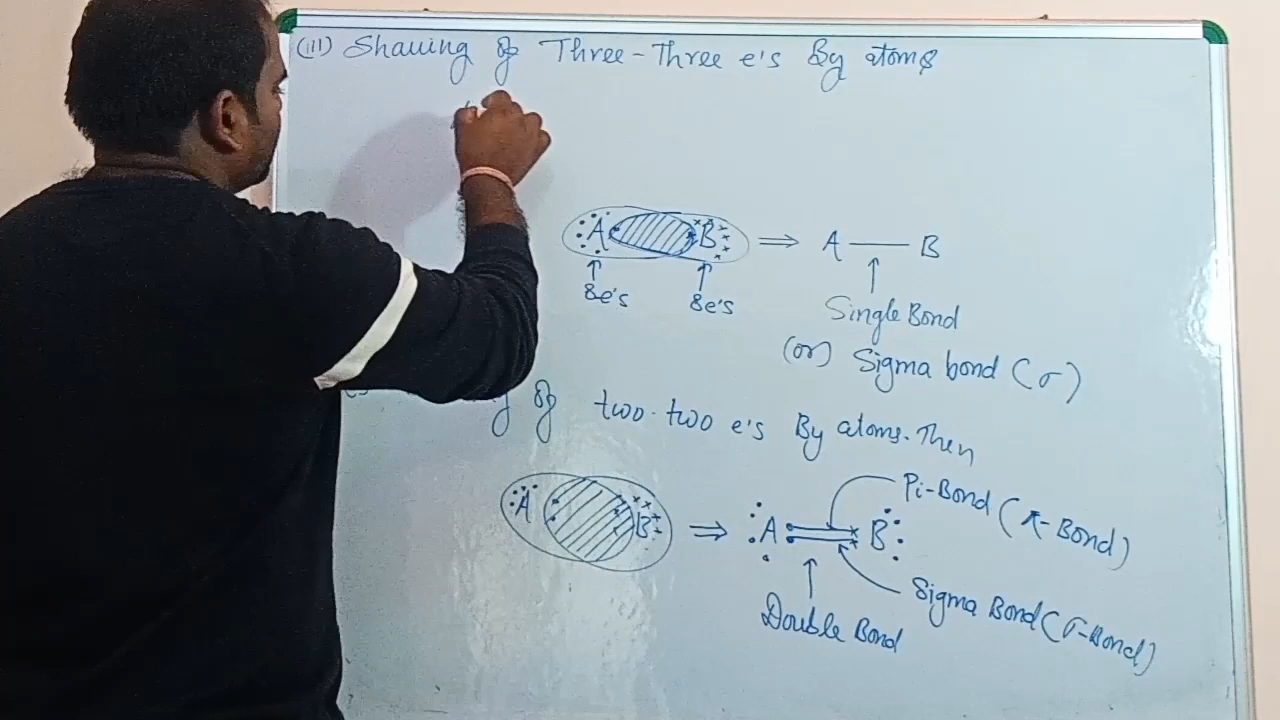 (iii) Sharing of Three-Three e's By atoms
A B ⇒ A — B
8e's 8e's
Single Bond
(or) Sigma bond (σ)
of two-two e's By atoms. Then
A B ⇒ A = B
Pi-Bond (π-Bond)
Sigma Bond (σ-Bond)
Double Bond